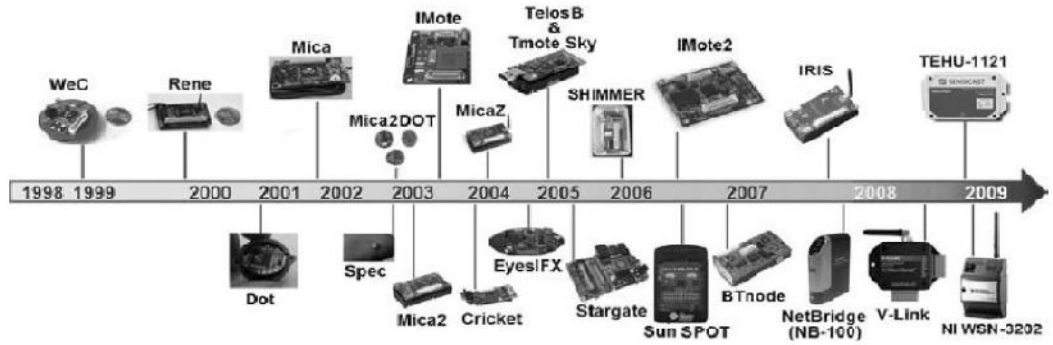 WeC
Rene
Mica
Mica2DOT
IMote
MicaZ
TelosB
&
Tmote Sky
SHIMMER
IMote2
IRIS
TEHU-1121
SENSICAST
1998 1999 2000 2001 2002 2003 2004 2005 2006 2007 2008 2009
Dot
Spec
Mica2
Cricket
EyesIFX
Stargate
Sun SPOT
BTnode
NetBridge
(NB-100)
V-Link
NI WSN-3202